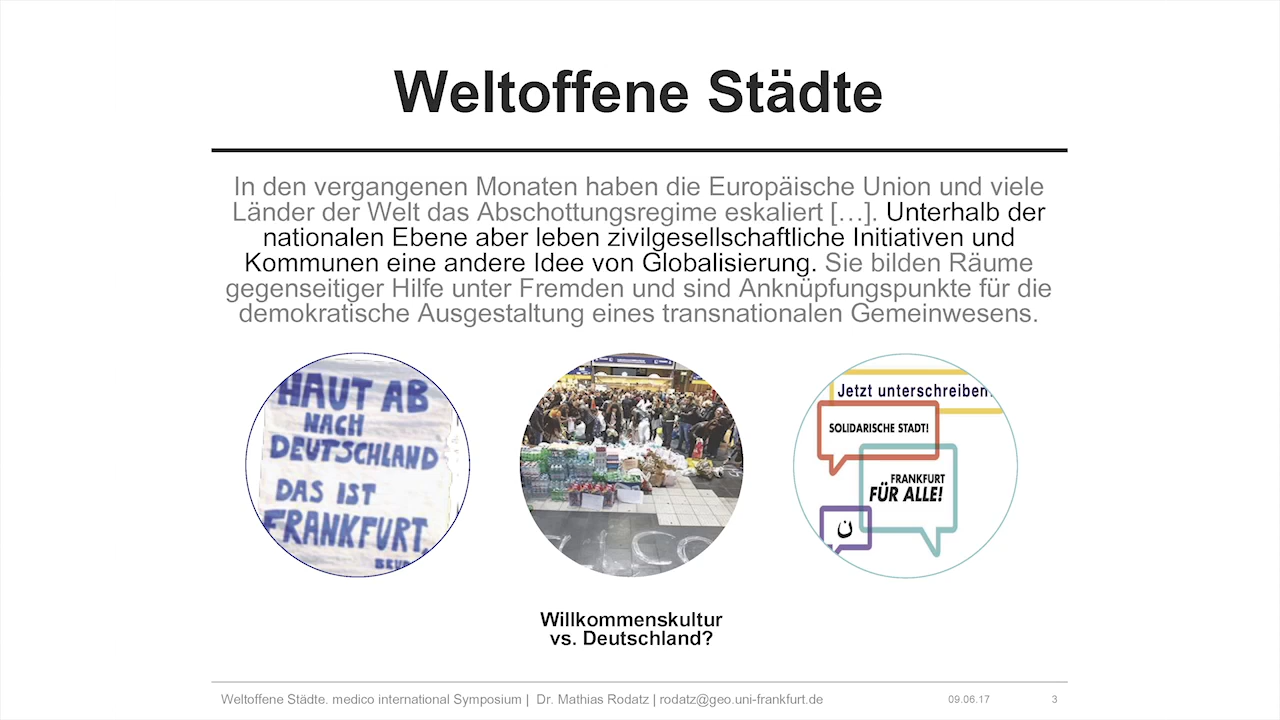 Weltoffene Städte
In den vergangenen Monaten haben die Europäische Union und viele
Länder der Welt das Abschottungsregime eskaliert […]. Unterhalb der
nationalen Ebene aber leben zivilgesellschaftliche Initiativen und
Kommunen eine andere Idee von Globalisierung. Sie bilden Räume
gegenseitiger Hilfe unter Fremden und sind Anknüpfungspunkte für die
demokratische Ausgestaltung eines transnationalen Gemeinwesens.
HAUT AB
NACH
DEUTSCHLAND
DAS IST
FRANKFURT.
Jetzt unterschreiben!
SOLIDARISCHE STADT!
FRANKFURT
FÜR ALLE!
ن
Willkommenskultur
vs. Deutschland?
Weltoffene Städte. medico international Symposium | Dr. Mathias Rodatz | rodatz@geo.uni-frankfurt.de 09.06.17 3